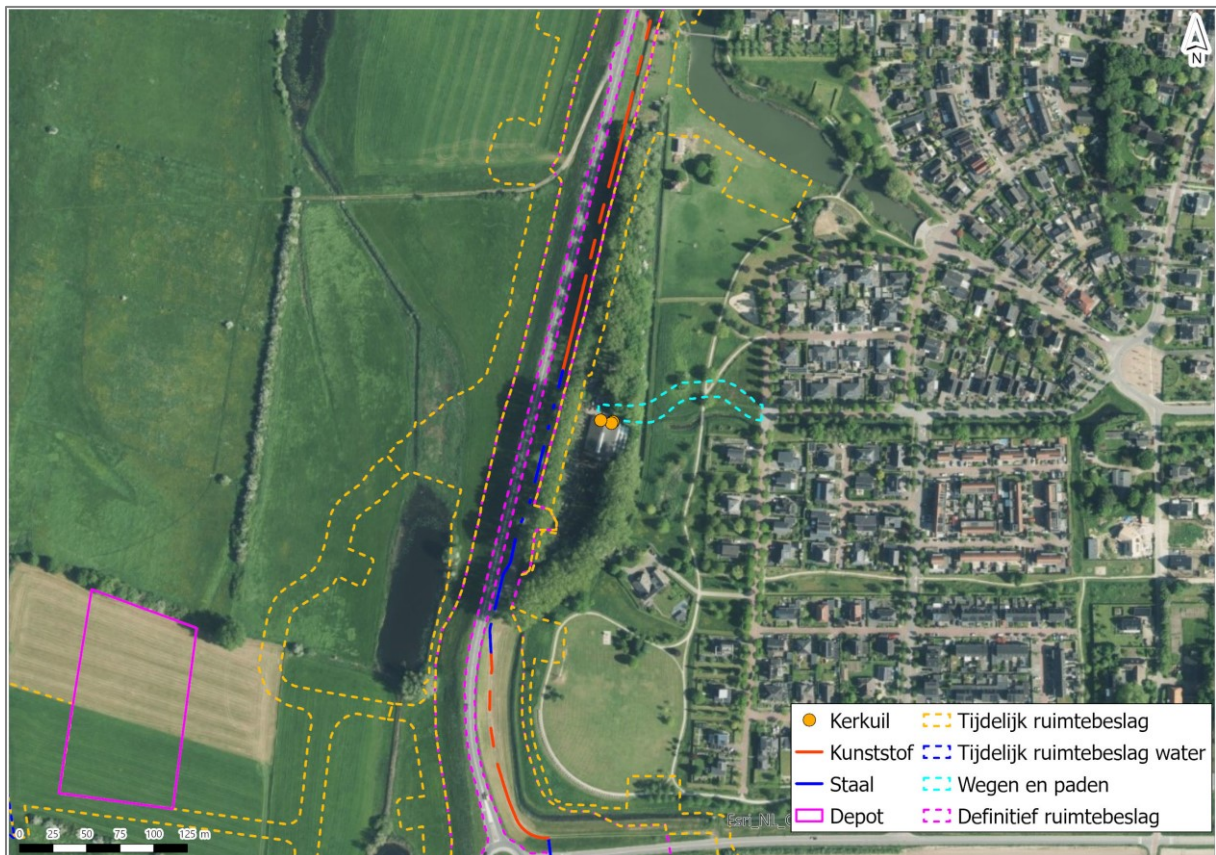 N
Kerkuil
Tijdelijk ruimtebeslag
Kunststof
Tijdelijk ruimtebeslag water
Staal
Wegen en paden
Depot
Definitief ruimtebeslag
0 25 50 75 100 125 m
Esri_NL_